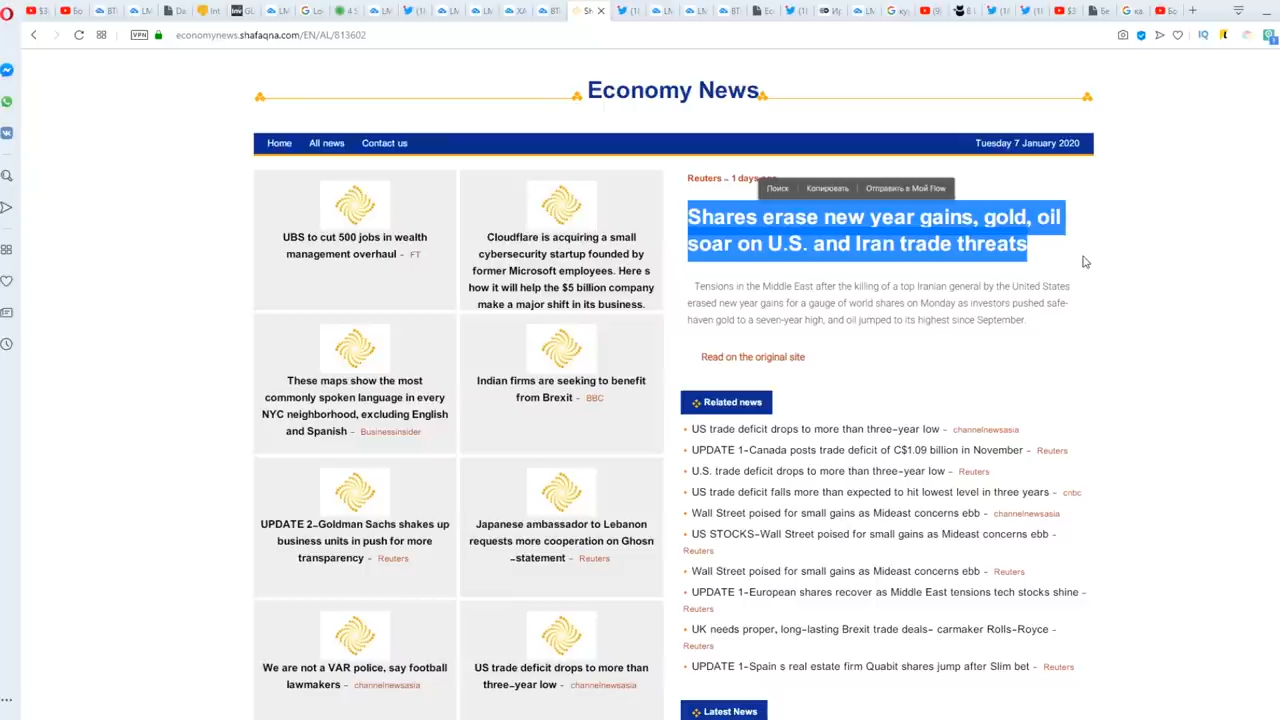 economynews.shafaqna.com/EN/AL/813602
VPN
Economy News
Home
All news
Contact us
Tuesday 7 January 2020
UBS to cut 500 jobs in wealth
management overhaul - FT
Cloudflare is acquiring a small
cybersecurity startup founded by
former Microsoft employees. Here s
how it will help the $5 billion company
make a major shift in its business.
These maps show the most
commonly spoken language in every
NYC neighborhood, excluding English
and Spanish - Businessinsider
Indian firms are seeking to benefit
from Brexit - BBC
UPDATE 2-Goldman Sachs shakes up
business units in push for more
transparency - Reuters
Japanese ambassador to Lebanon
requests more cooperation on Ghosn
-statement - Reuters
We are not a VAR police, say football
lawmakers - channelnewsasia
US trade deficit drops to more than
three-year low - channelnewsasia
Reuters - 1 days
Поиск
Копировать
Отправить в Мой Flow
Shares erase new year gains, gold, oil
soar on U.S. and Iran trade threats
Tensions in the Middle East after the killing of a top Iranian general by the United States
erased new year gains for a gauge of world shares on Monday as investors pushed safe-
haven gold to a seven-year high, and oil jumped to its highest since September.
Read on the original site
Related news
US trade deficit drops to more than three-year low - channelnewsasia
UPDATE 1-Canada posts trade deficit of C$1.09 billion in November - Reuters
U.S. trade deficit drops to more than three-year low - Reuters
US trade deficit falls more than expected to hit lowest level in three years - cnbc
Wall Street poised for small gains as Mideast concerns ebb - channelnewsasia
US STOCKS-Wall Street poised for small gains as Mideast concerns ebb -
Reuters
Wall Street poised for small gains as Mideast concerns ebb - Reuters
UPDATE 1-European shares recover as Middle East tensions tech stocks shine -
Reuters
UK needs proper, long-lasting Brexit trade deals- carmaker Rolls-Royce -
Reuters
UPDATE 1-Spain s real estate firm Quabit shares jump after Slim bet - Reuters
Latest News